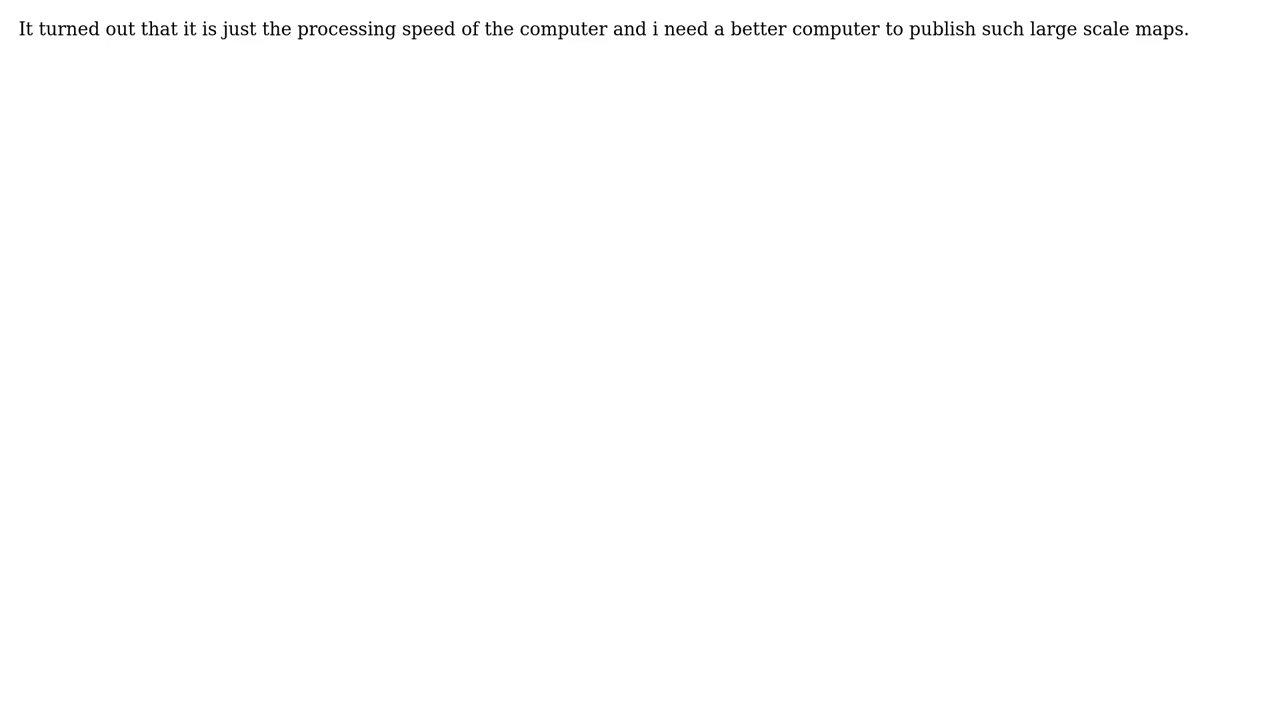 It turned out that it is just the processing speed of the computer and i need a better computer to publish such large scale maps.